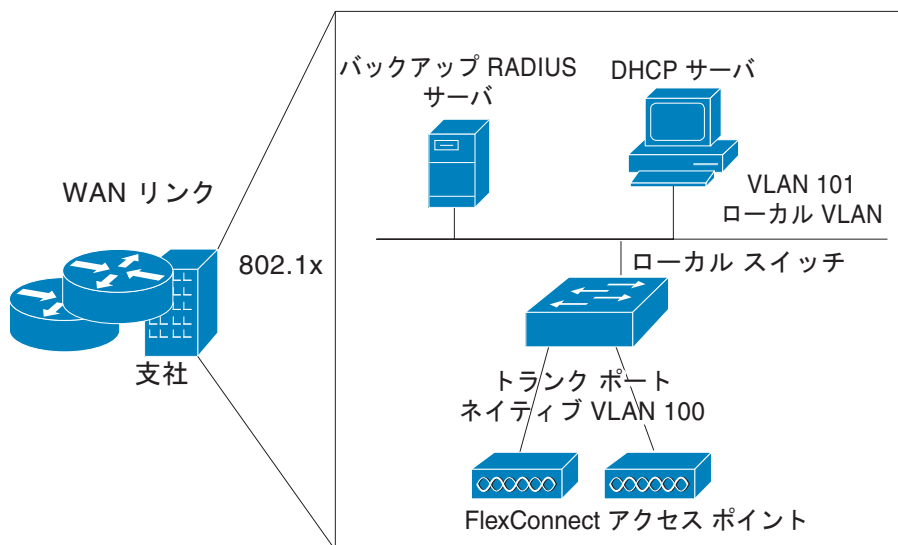 バックアップ RADIUS
サーバ
DHCP サーバ
WAN リンク
VLAN 101
ローカル VLAN
802.1x
ローカル スイッチ
支社
トランク ポート
ネイティブ VLAN 100
FlexConnect アクセス ポイント